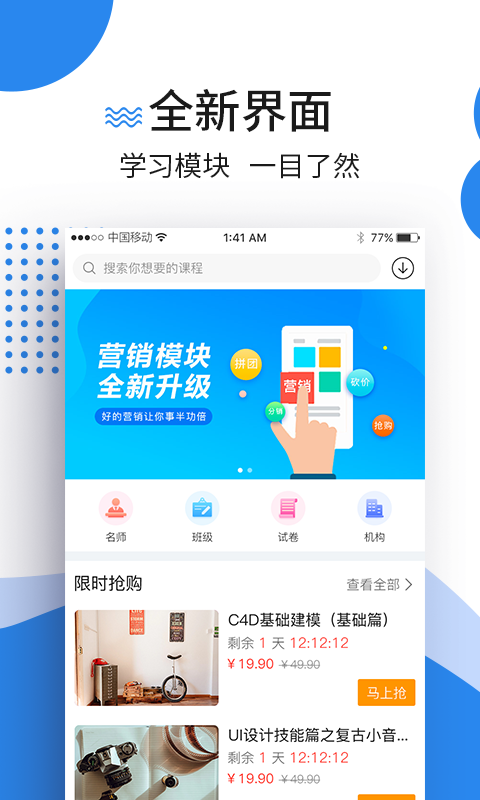 全新界面
学习模块 一目了然
中国移动 1:41 AM 77%
搜索你想要的课程
营销模块
全新升级
好的营销让你事半功倍
拼团
营销
砍价
分销
抢购
名师 班级 试卷 机构
限时抢购 查看全部
C4D基础建模（基础篇）
剩余 1 天 12:12:12
¥19.90 ¥49.90
马上抢
UI设计技能篇之复古小音...
剩余 1 天 12:12:12
¥19.90 ¥49.90